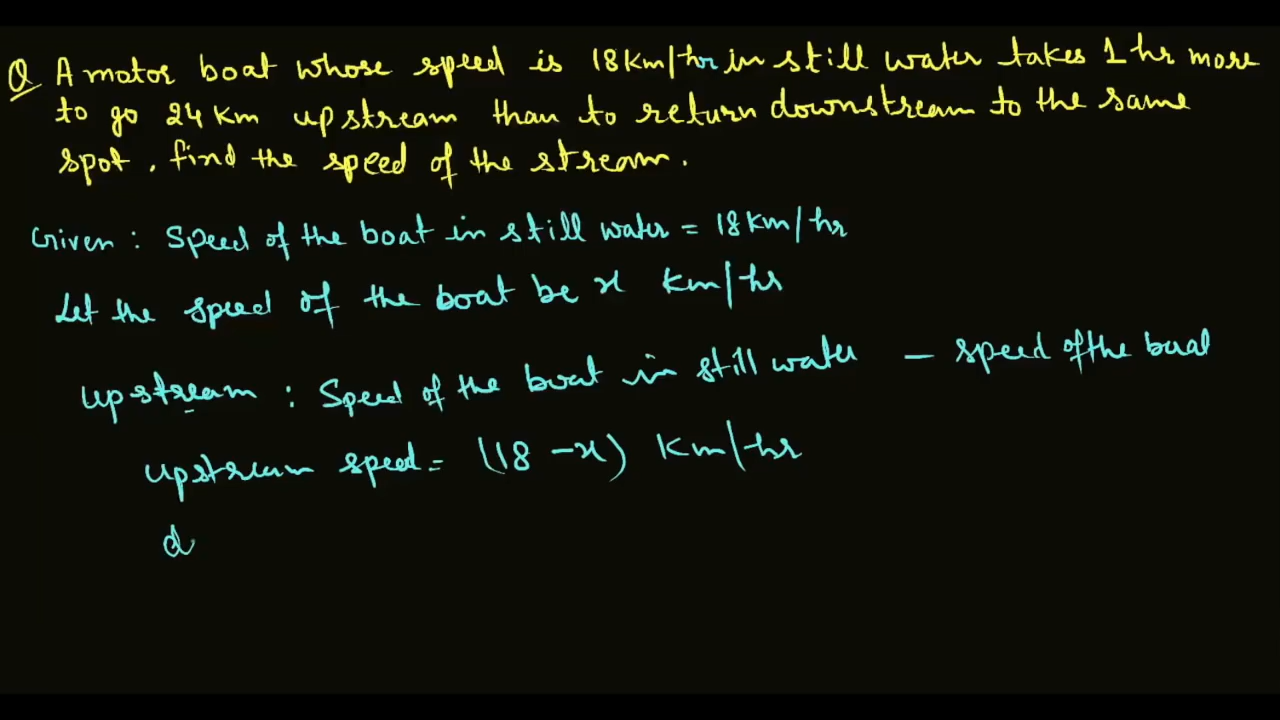 Q A motor boat whose speed is 18km/hr in still water takes 1 hr more
to go 24 km upstream than to return downstream to the same
spot. find the speed of the stream.
Given: Speed of the boat in still water = 18 km/hr
Let the speed of the boat be x km/hr
upstream : Speed of the boat in still water - speed of the boat
upstream speed = (18 - x) km/hr
d